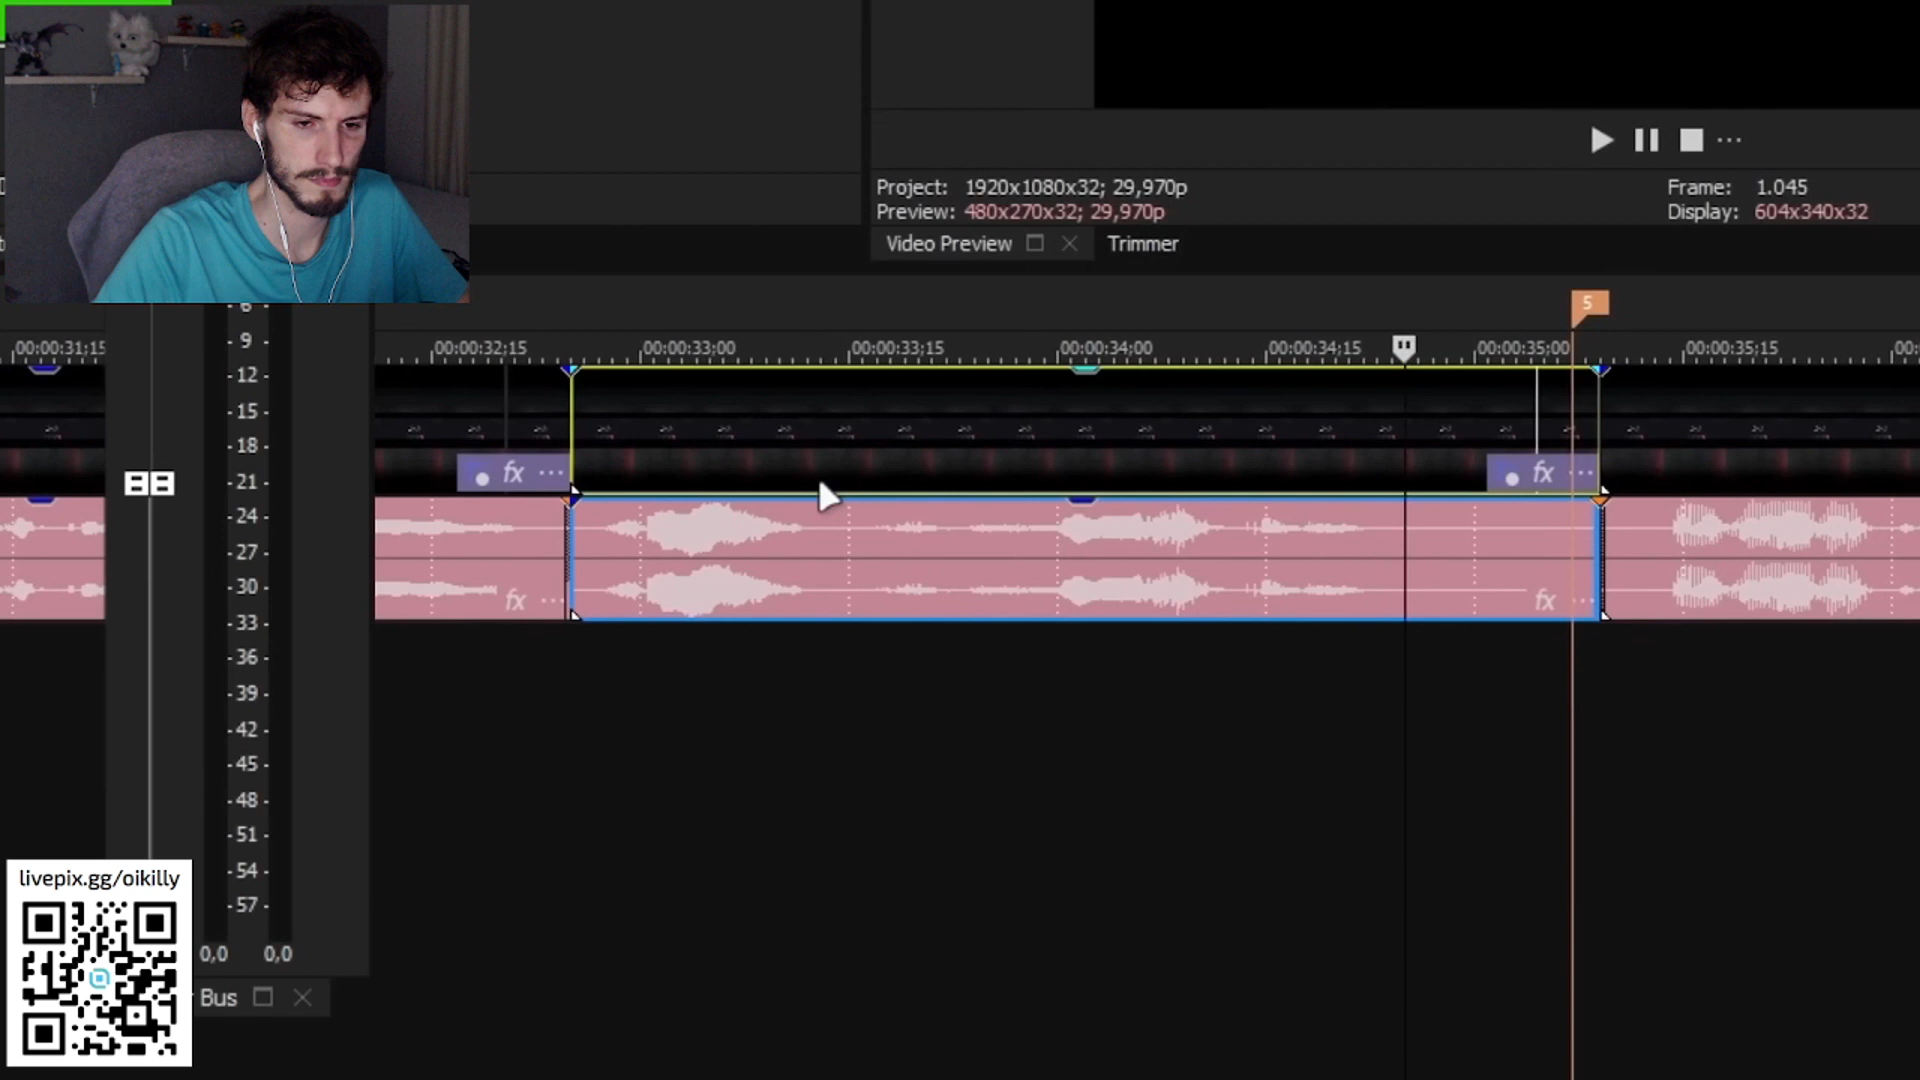 Project: 1920x1080x32; 29,970p
Frame: 1.045
Preview: 480x270x32; 29,970p
Display: 604x340x32
Video Preview
Trimmer
5
00:00:31;15
00:00:32;15
00:00:33;00
00:00:33;15
00:00:34;00
00:00:34;15
00:00:35;00
00:00:35;15
- 6 -
- 9 -
- 12 -
- 15 -
- 18 -
- 21 -
- 24 -
- 27 -
- 30 -
- 33 -
- 36 -
- 39 -
- 42 -
- 45 -
- 48 -
- 51 -
- 54 -
- 57 -
fx ...
fx ...
fx ...
fx ...
livepix.gg/oikilly
0,0 0,0
Bus